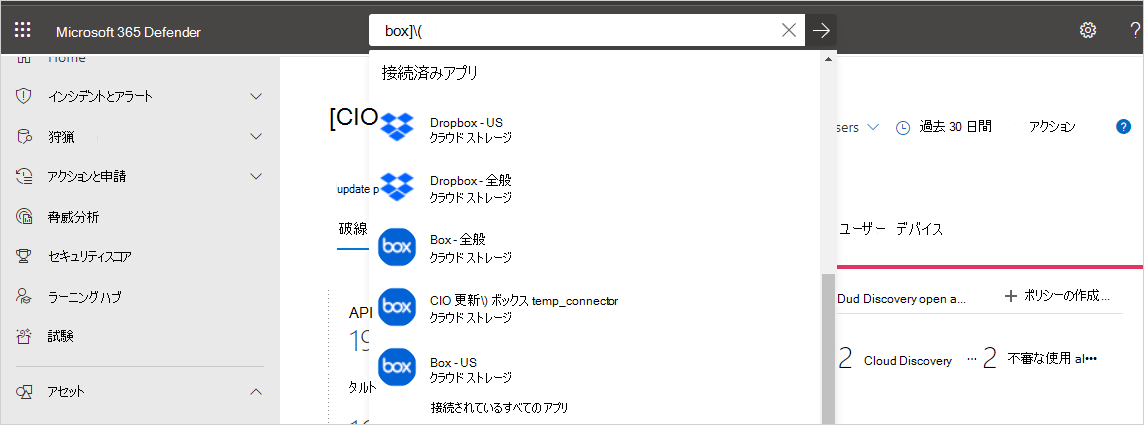 Microsoft 365 Defender
box]\(
?
Home
インシデントとアラート
狩猟
アクションと申請
脅威分析
セキュリティスコア
ラーニング ハブ
試験
アセット
[CIO
update p
破線
API
19
タルト
接続済みアプリ
Dropbox - US
クラウド ストレージ
Dropbox - 全般
クラウド ストレージ
box
Box - 全般
クラウド ストレージ
box
CIO 更新\) ボックス temp_connector
クラウド ストレージ
box
Box - US
クラウド ストレージ
接続されているすべてのアプリ
sers
過去 30 日間
アクション
?
ユーザー デバイス
Dud Discovery open a...
ポリシーの作成...
2 Cloud Discovery
... 2 不審な使用 al•••